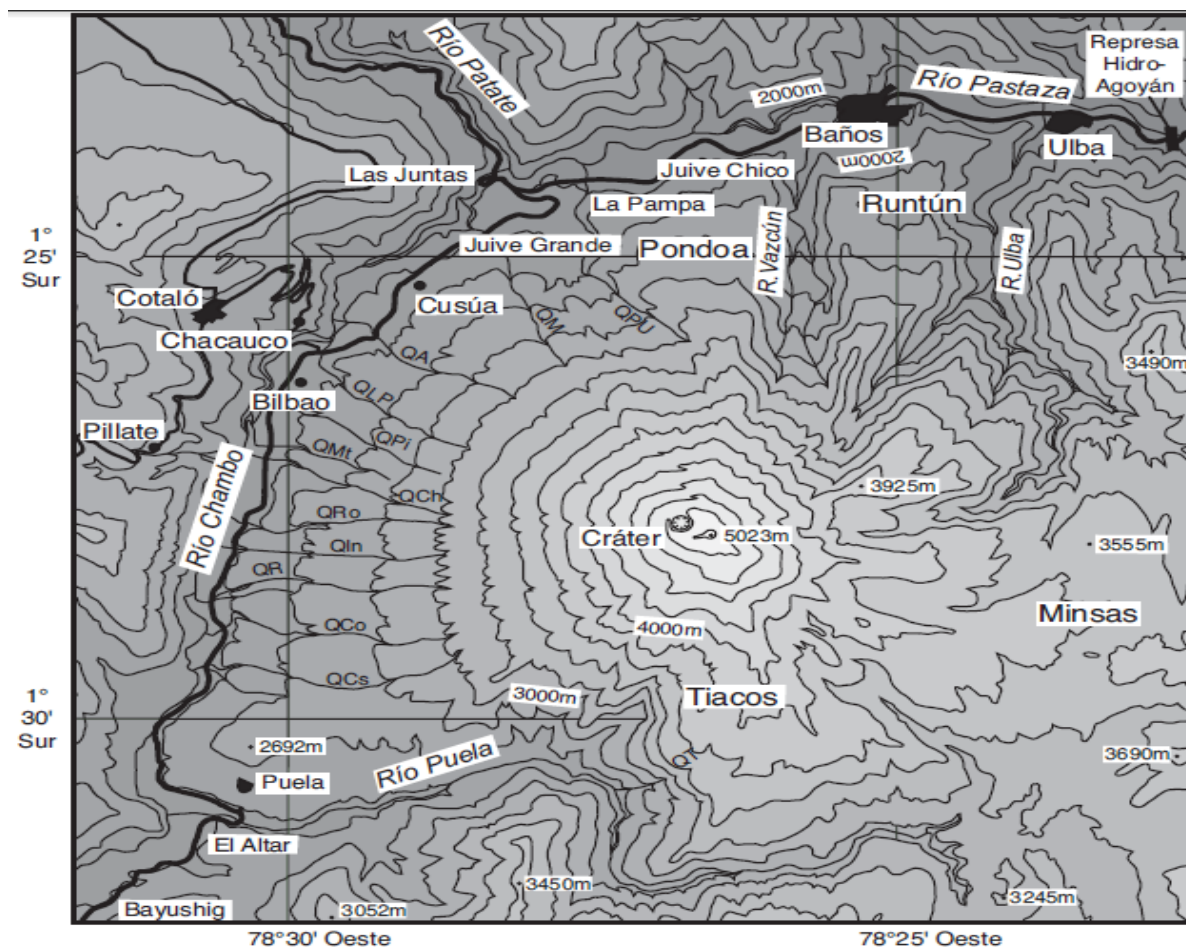 Represa
Hidro-
Agoyán
Río Patate
2000m
Río Pastaza
Baños
Ulba
2000m
Juive Chico
Las Juntas
La Pampa
Runtún
1°
25'
Sur
Juive Grande
Pondoa
R. Vazcún
R. Ulba
Cotaló
Cusúa
QM
QPU
Chacauco
QA
3490m
QLP
Bilbao
Pillate
QPi
QMt
Río Chambo
QCh
3925m
QRo
Cráter
5023m
QIn
3555m
QR
Minsas
QCo
4000m
QCs
3000m
Tiacos
1°
30'
Sur
2692m
Río Puela
QT
3690m
Puela
El Altar
3450m
3245m
Bayushig
3052m
78°30' Oeste
78°25' Oeste